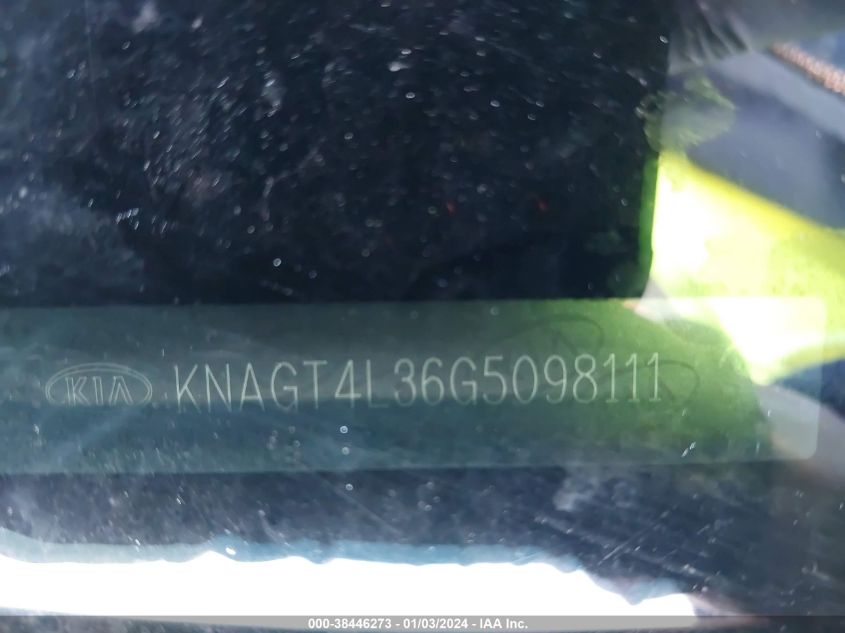 KIA KNAGT4L36G5098111
000-38446273 - 01/03/2024 - IAA Inc.